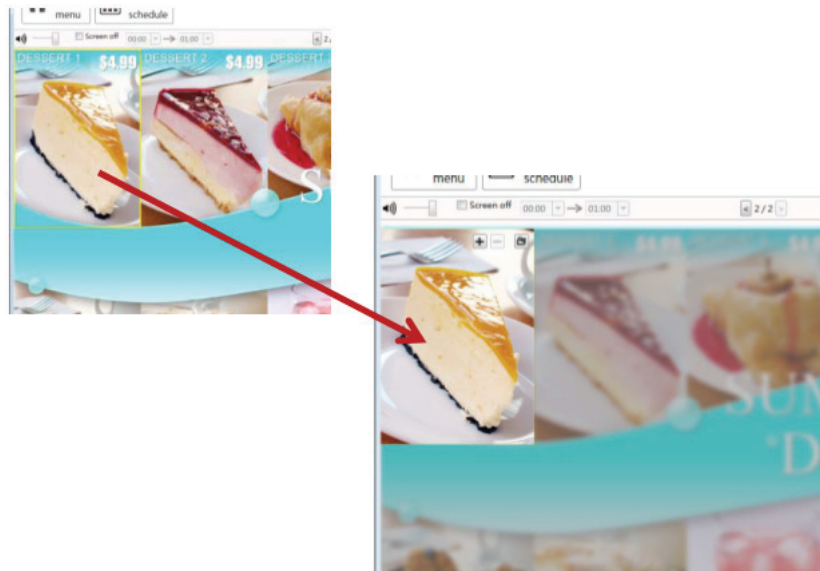 menu
schedule
Screen off 00:00 01:00
DESSERT 1 $4.99 DESSERT 2 $4.99 DESSERT
S
menu
schedule
Screen off 00:00 01:00 2/2
$4.99
SUM
D